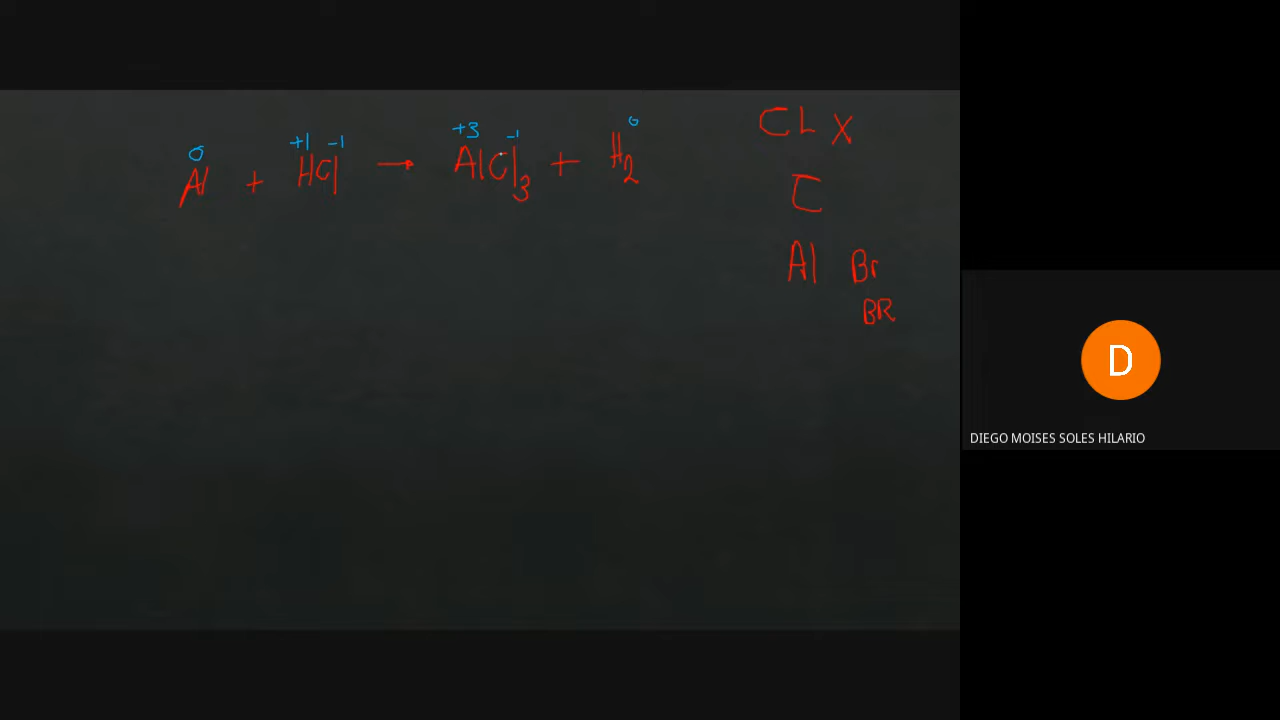 0 +1 -1 +3 -1 0
Al + HCl → AlCl3 + H2
CL X
C
Al Br
BR
D
DIEGO MOISES SOLES HILARIO